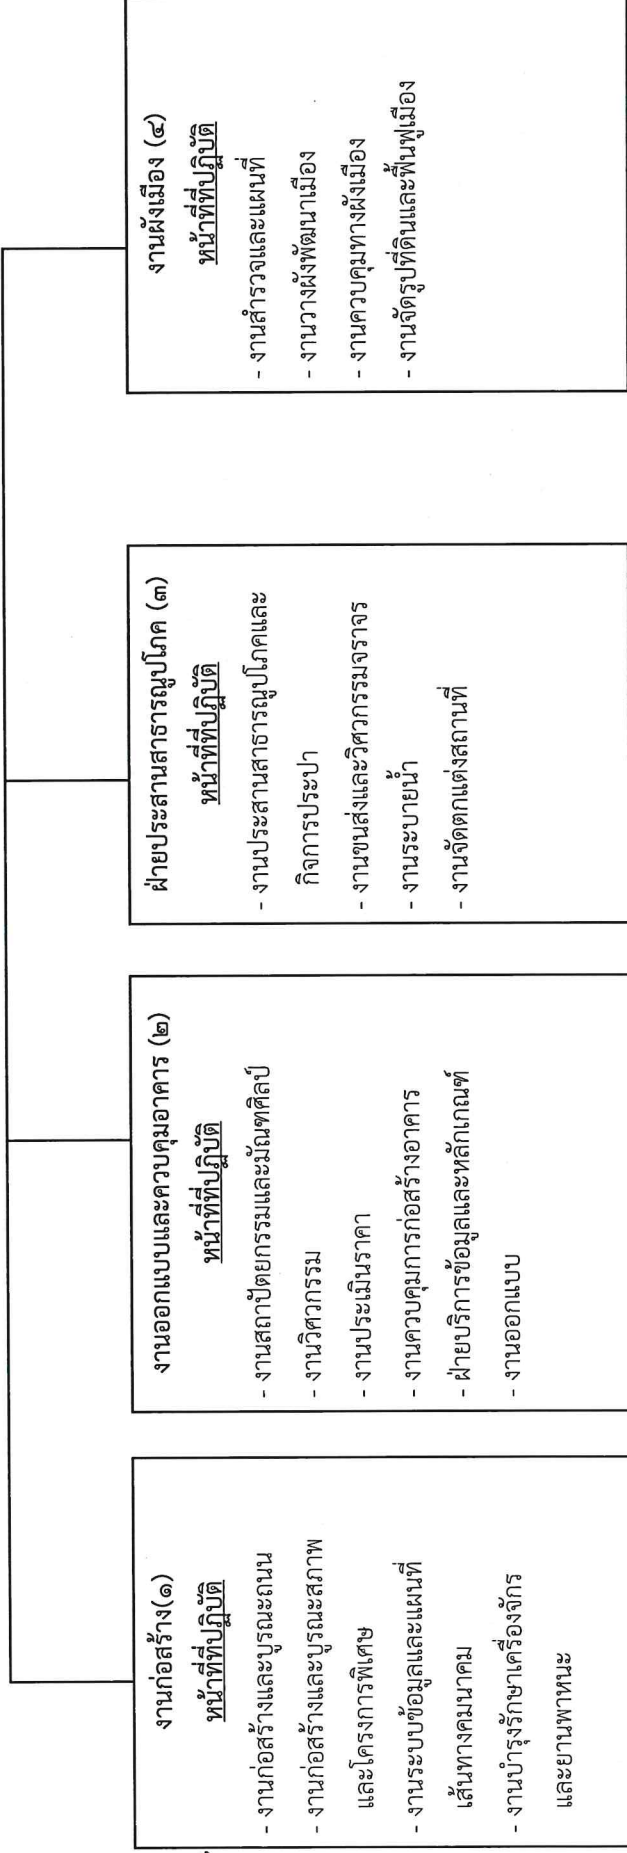 งานก่อสร้าง(๑)
หน้าที่ที่ปฏิบัติ
- งานก่อสร้างและบูรณะถนน
- งานก่อสร้างและบูรณะสภาพ
และโครงการพิเศษ
- งานระบบข้อมูลและแผนที่
เส้นทางคมนาคม
- งานบำรุงรักษาเครื่องจักร
และยานพาหนะ
งานออกแบบและควบคุมอาคาร (๒)
หน้าที่ที่ปฏิบัติ
- งานสถาปัตยกรรมและมัณฑศิลป์
- งานวิศวกรรม
- งานประเมินราคา
- งานควบคุมการก่อสร้างอาคาร
- ฝ่ายบริการข้อมูลและหลักเกณฑ์
- งานออกแบบ
ฝ่ายประสานสาธารณูปโภค (๓)
หน้าที่ที่ปฏิบัติ
- งานประสานสาธารณูปโภคและ
กิจการประปา
- งานขนส่งและวิศวกรรมจราจร
- งานระบายน้ำ
- งานจัดตกแต่งสถานที่
งานผังเมือง (๔)
หน้าที่ที่ปฏิบัติ
- งานสำรวจและแผนที่
- งานวางผังพัฒนาเมือง
- งานควบคุมทางผังเมือง
- งานจัดรูปที่ดินและฟื้นฟูเมือง